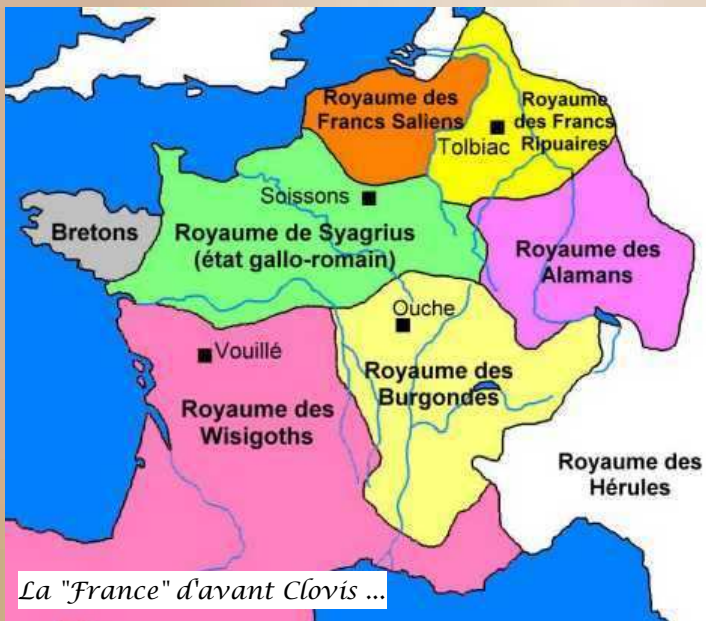 Royaume des
Francs Saliens
Royaume
des Francs
Ripuaires
Tolbiac
Soissons
Bretons
Royaume de Syagrius
(état gallo-romain)
Royaume des
Alamans
Ouche
Vouillé
Royaume des
Burgondes
Royaume des
Wisigoths
Royaume des
Hérules
La "France" d'avant Clovis ...